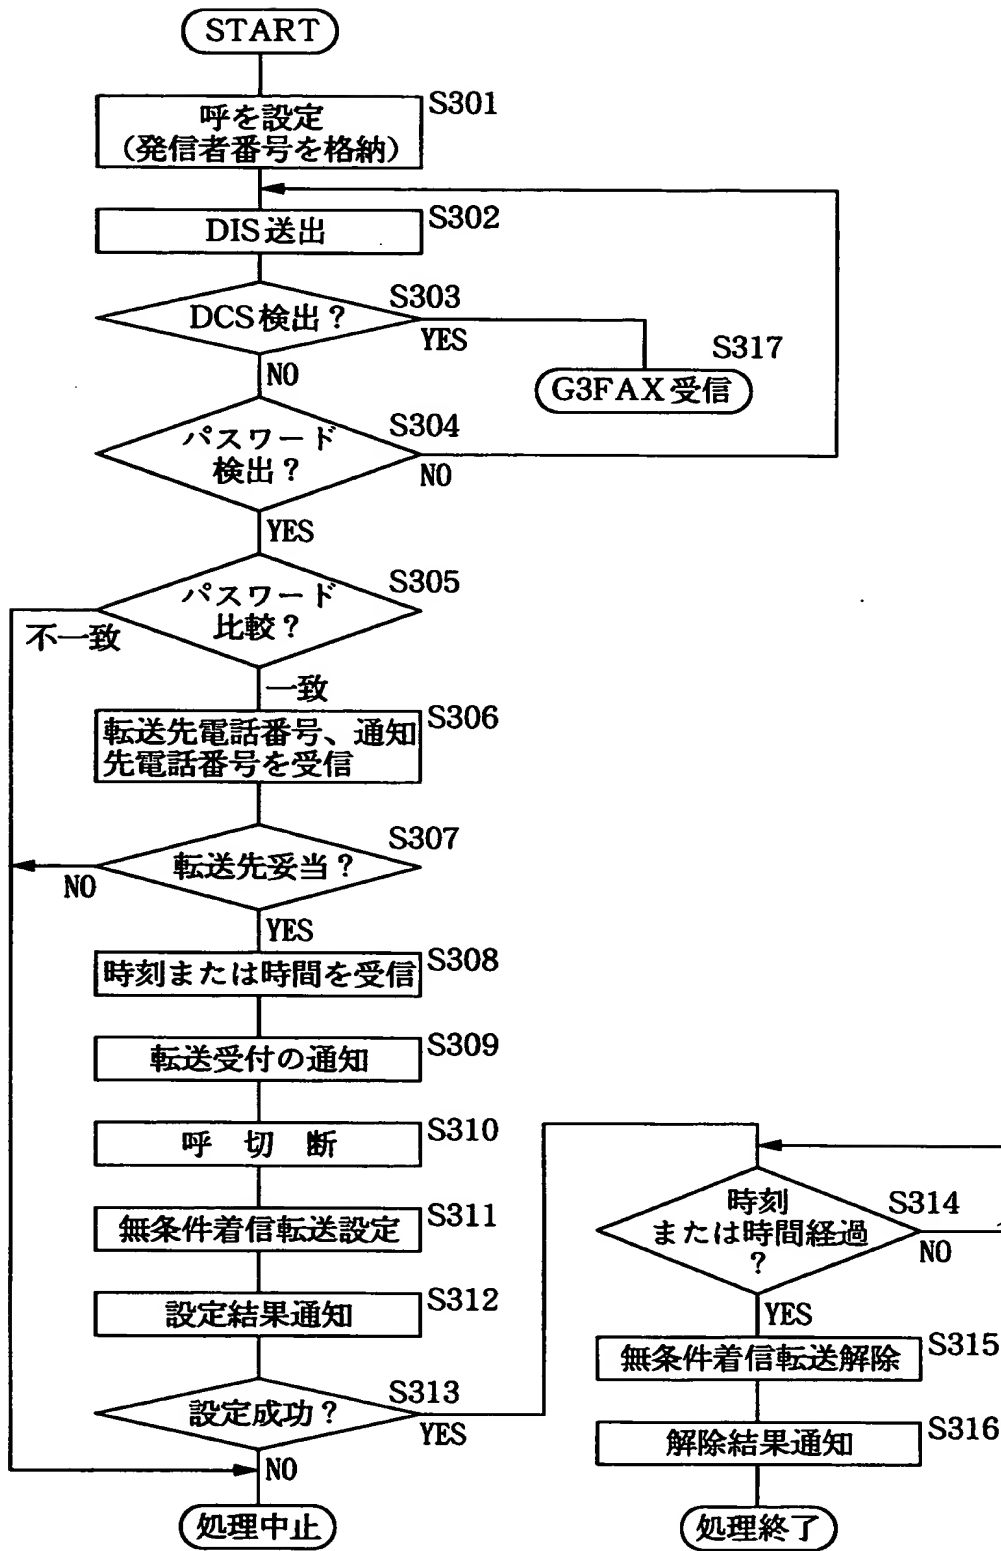 START
呼を設定
(発信者番号を格納)
S301
DIS送出
S302
DCS検出?
S303
YES
NO
S317
G3FAX受信
パスワード
検出?
S304
NO
YES
パスワード
比較?
S305
不一致
一致
転送先電話番号、通知
先電話番号を受信
S306
転送先妥当?
S307
NO
YES
時刻または時間を受信
S308
転送受付の通知
S309
呼 切 断
S310
無条件着信転送設定
S311
設定結果通知
S312
設定成功?
S313
YES
NO
処理中止
時刻
または時間経過
?
S314
NO
YES
無条件着信転送解除
S315
解除結果通知
S316
処理終了